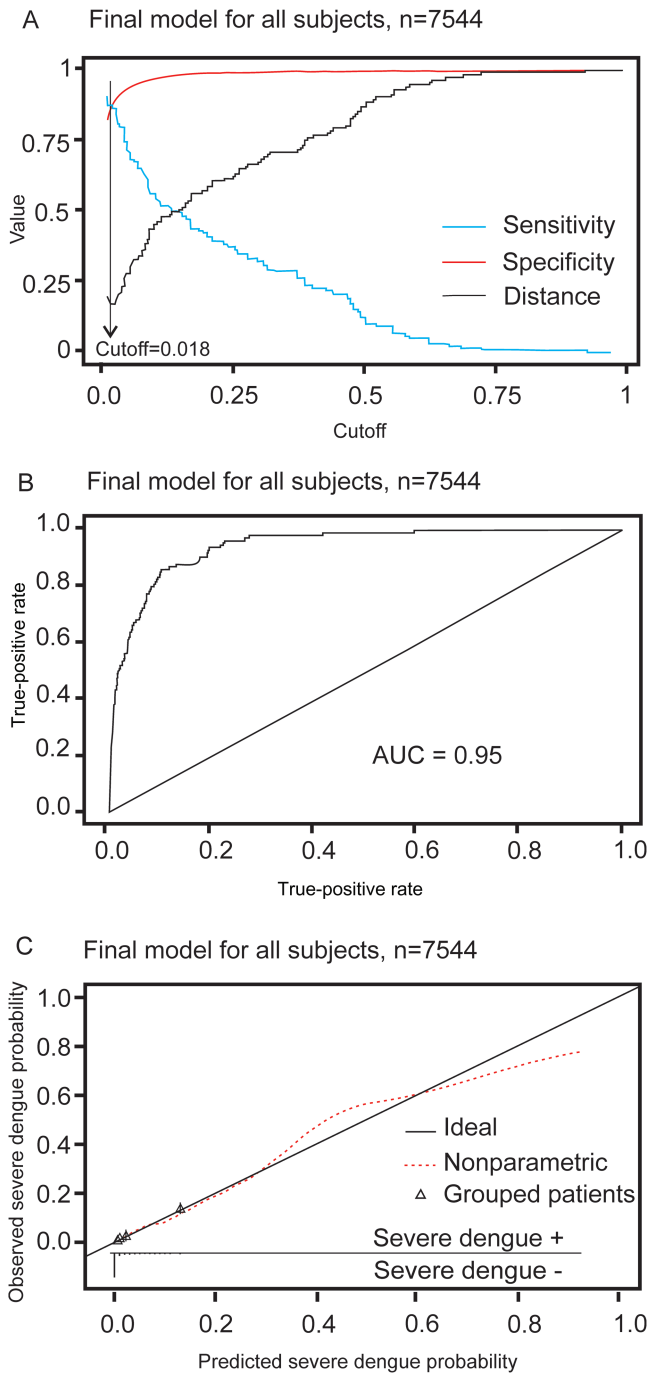 A Final model for all subjects, n=7544
1
0.75
0.5
0.25
0
Value
Sensitivity
Specificity
Distance
Cutoff=0.018
0.0 0.25 0.5 0.75 1
Cutoff
B Final model for all subjects, n=7544
1.0
0.8
0.6
0.4
0.2
0.0
True-positive rate
AUC = 0.95
0.0 0.2 0.4 0.6 0.8 1.0
True-positive rate
C Final model for all subjects, n=7544
1.0
0.8
0.6
0.4
0.2
0.0
Observed severe dengue probability
Ideal
Nonparametric
Grouped patients
Severe dengue +
Severe dengue -
0.0 0.2 0.4 0.6 0.8 1.0
Predicted severe dengue probability